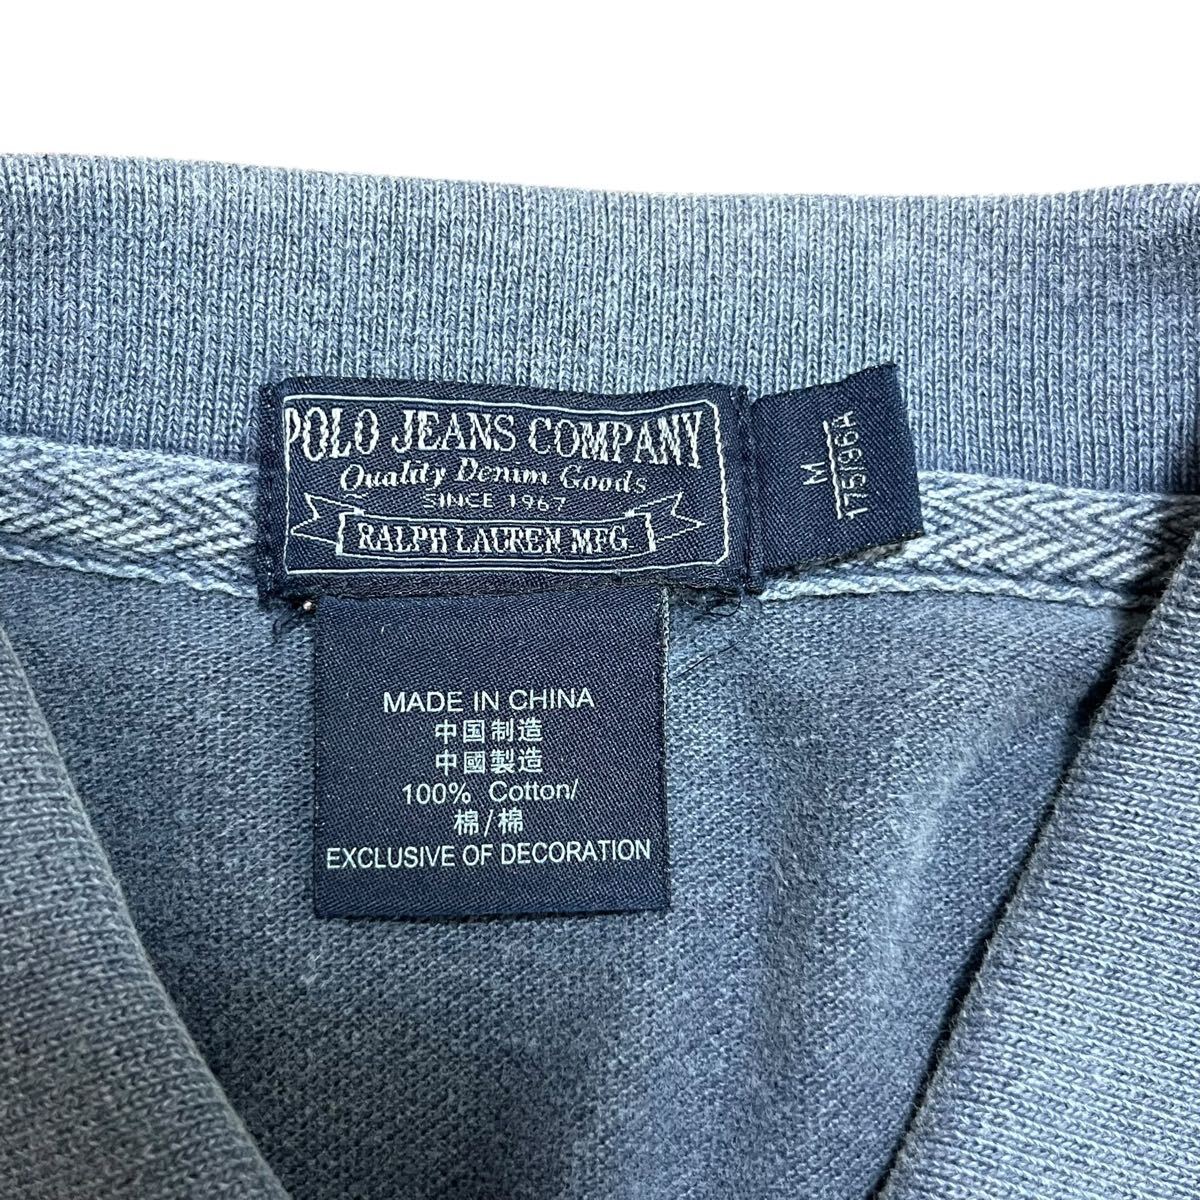 POLO JEANS COMPANY
Quality Denim Goods
SINCE 1967
RALPH LAUREN MFG
M
175/96A
MADE IN CHINA
中国制造
中國製造
100% Cotton/
棉/棉
EXCLUSIVE OF DECORATION